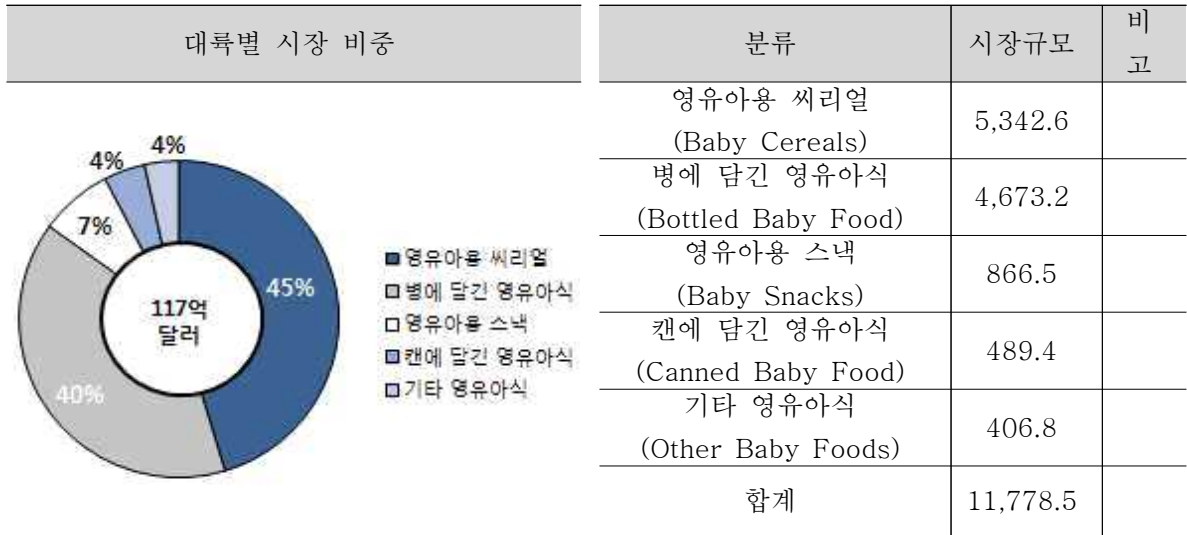 대륙별 시장 비중
4%
4%
7%
45%
40%
117억
달러
영유아용 씨리얼
병에 담긴 영유아식
영유아용 스낵
캔에 담긴 영유아식
기타 영유아식
분류 시장규모 비고
영유아용 씨리얼
(Baby Cereals)
5,342.6
병에 담긴 영유아식
(Bottled Baby Food)
4,673.2
영유아용 스낵
(Baby Snacks)
866.5
캔에 담긴 영유아식
(Canned Baby Food)
489.4
기타 영유아식
(Other Baby Foods)
406.8
합계 11,778.5